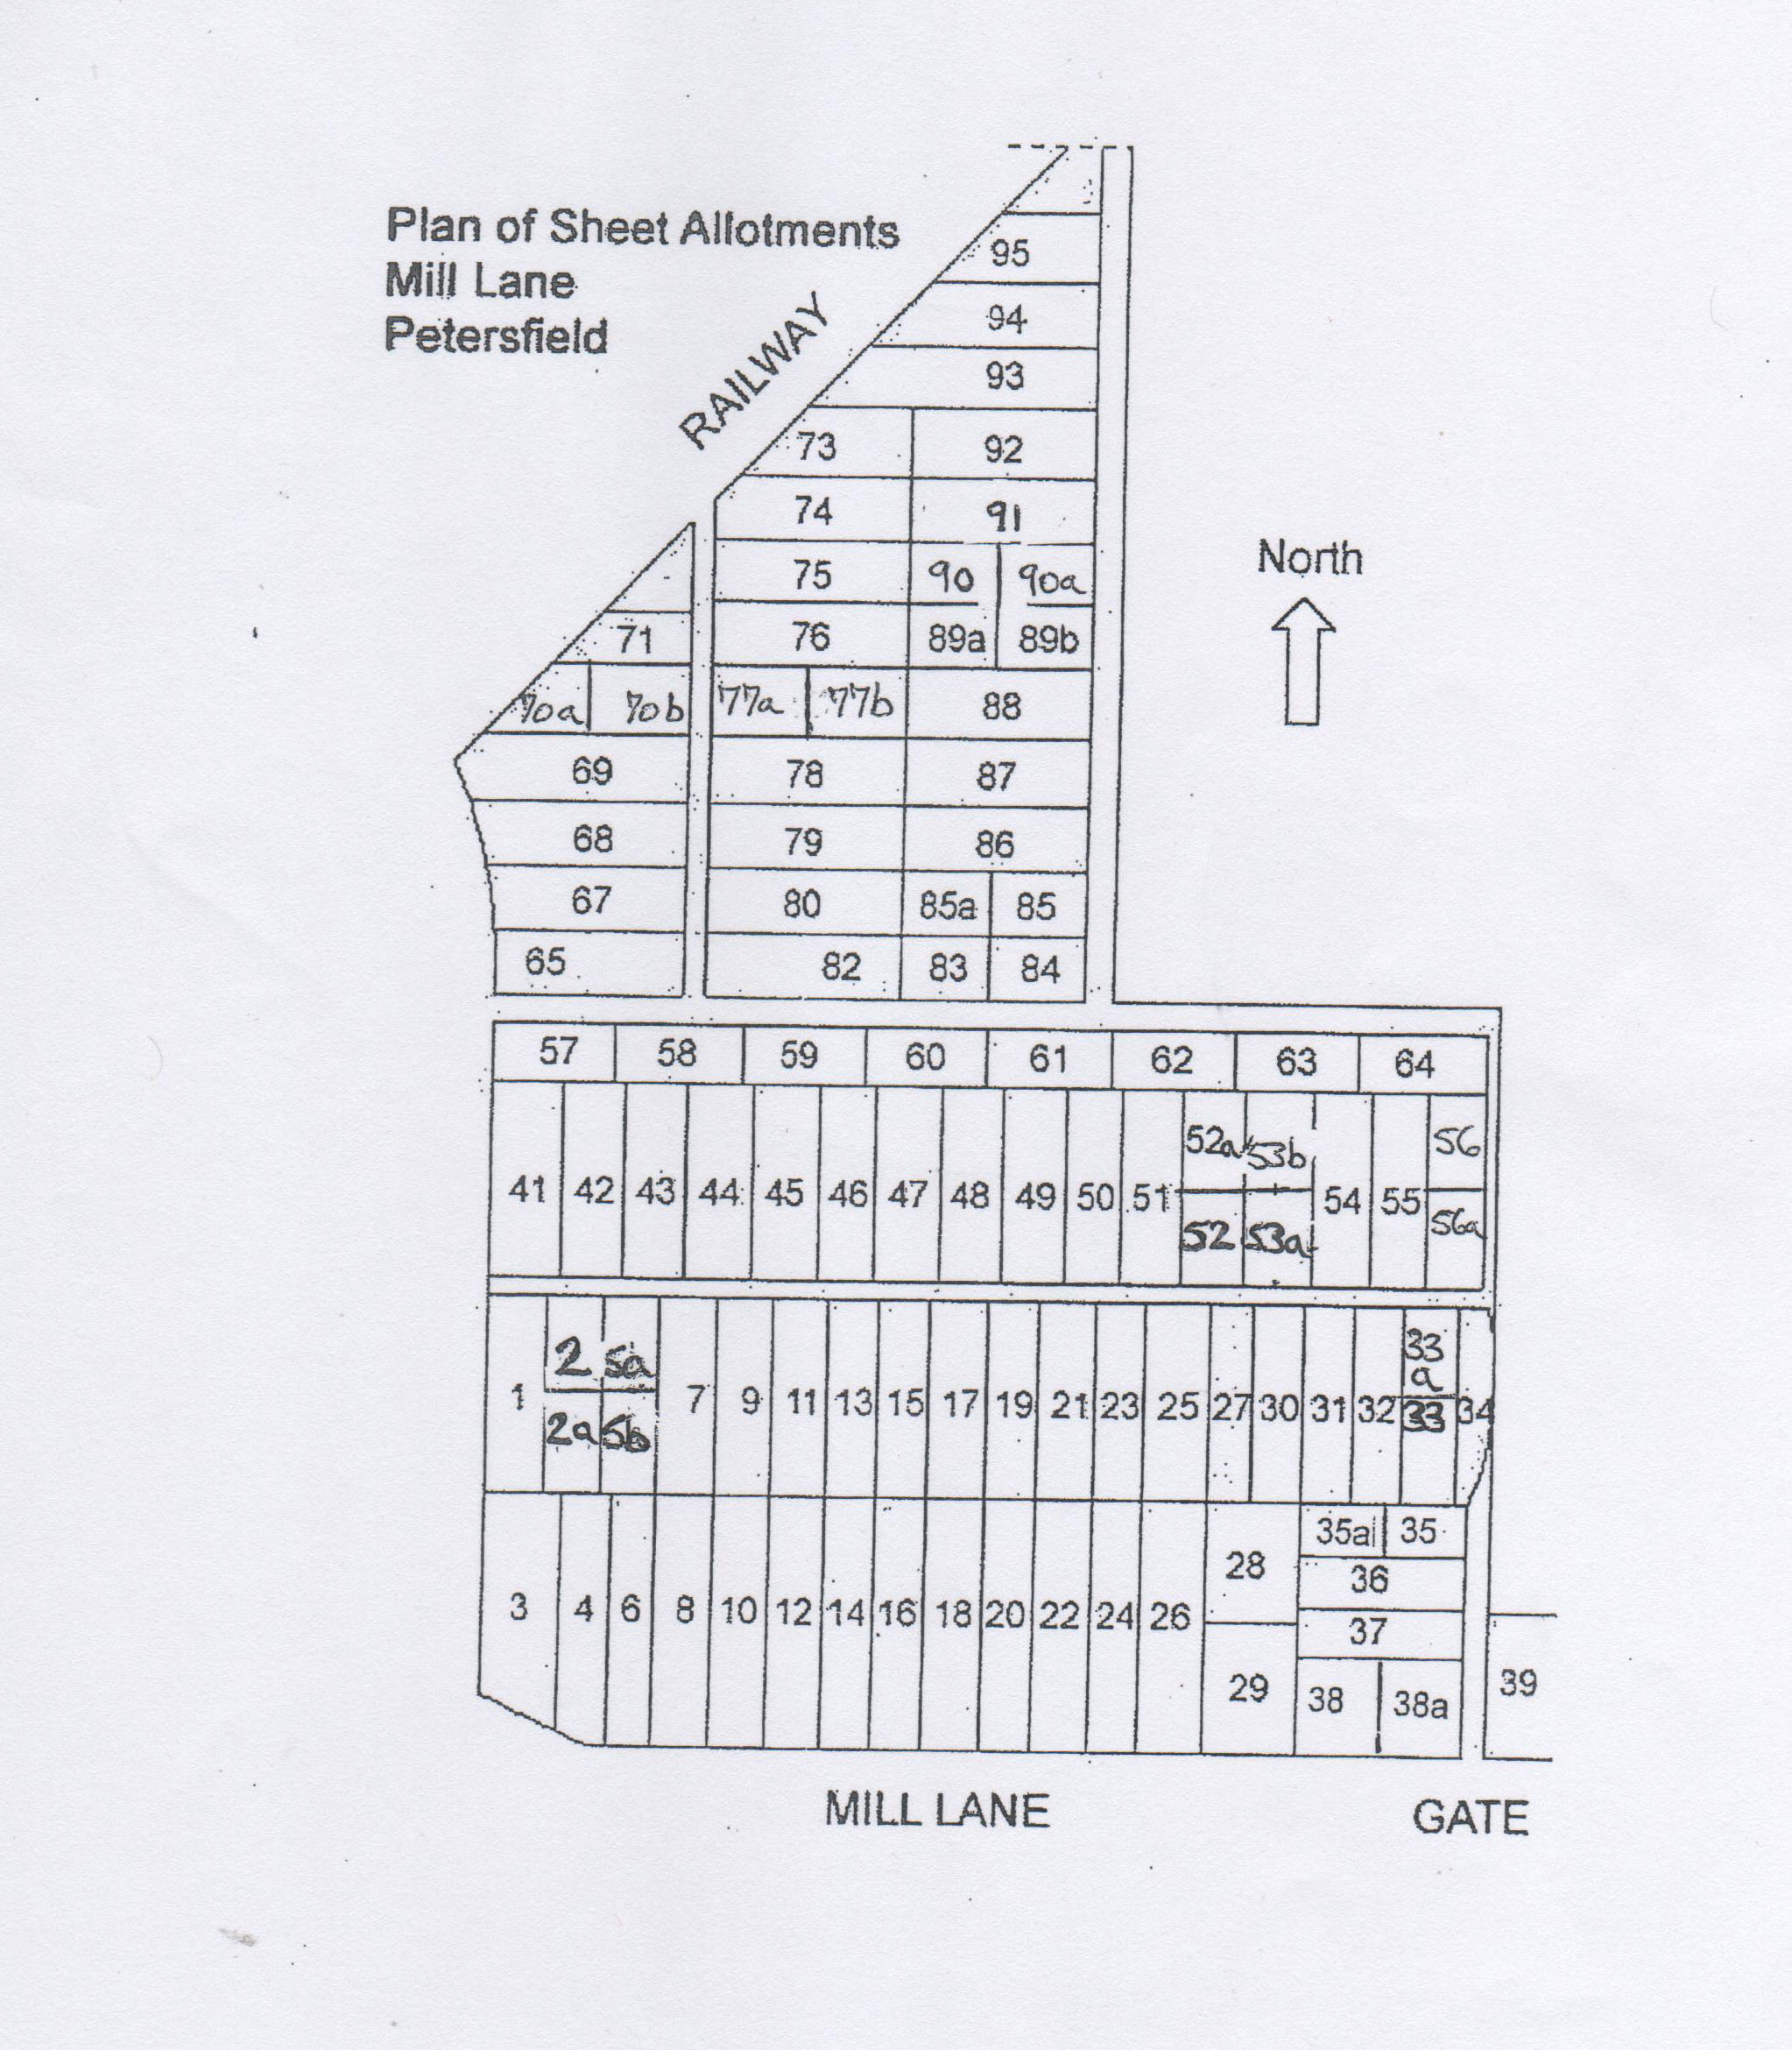 Plan of Sheet Allotments
Mill Lane
Petersfield
RAILWAY
North
95
94
93
73 92
74 91
75 90 90a
71 76 89a 89b
70a 70b 77a 77b 88
69 78 87
68 79 86
67 80 85a 85
65 82 83 84
57 58 59 60 61 62 63 64
52a 53b 56
41 42 43 44 45 46 47 48 49 50 51 54 55
52 53a 56a
2 5a 33a
1 7 9 11 13 15 17 19 21 23 25 27 30 31 32 33 34
2a 5b
35a 35
28 36
3 4 6 8 10 12 14 16 18 20 22 24 26 37
29 38 38a 39
MILL LANE GATE